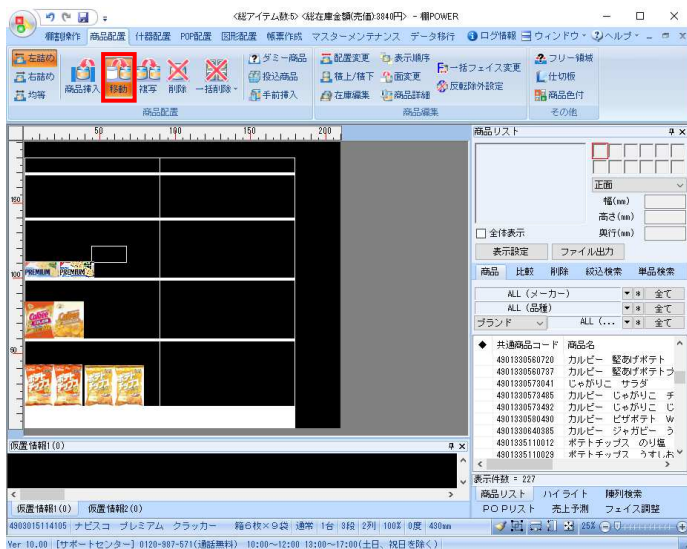 <総アイテム数:5> <総在庫金額(売価):3840円> - 棚POWER
棚割操作 商品配置 什器配置 POP配置 図形配置 帳票作成 マスターメンテナンス データ移行 ログ情報 ウィンドウ ヘルプ
左詰め
右詰め
均等
商品挿入 移動 複写 削除 一括削除
ダミー商品
投込商品
手前挿入
商品配置
配置変更 表示順序
積上/積下 面変更
在庫編集 商品詳細
一括フェイス変更
反転除外設定
商品編集
フリー領域
仕切板
商品色付
その他
50 100 150 200
150
100
50
PREMIUM PREMIUM
Calbee
商品リスト
正面
幅(mm)
高さ(mm)
奥行(mm)
全体表示
表示設定 ファイル出力
商品 比較 削除 絞込検索 単品検索
ALL (メーカー) * 全て
ALL (品種) * 全て
ブランド ALL (... * 全て
◆ 共通商品コード 商品名
4901330560720 カルビー 堅あげポテト
4901330560737 カルビー 堅あげポテトブ
4901330573041 じゃがりこ サラダ
4901330573485 カルビー じゃがりこ チ
4901330573492 カルビー じゃがりこ じ
4901330580490 カルビー ピザポテト W
4901330640385 カルビー ジャガビー う
4901335110012 ポテトチップス のり塩
4901335110029 ポテトチップス うすしお
表示件数 = 227
商品リスト ハイライト 陳列検索
POPリスト 売上予測 フェイス調整
仮置情報1(0)
仮置情報1(0) 仮置情報2(0)
4903015114105 ナビスコ プレミアム クラッカー 箱6枚×9袋 通常 1台 3段 2列 100% 0度 430mm
25%
Ver 10.00 [サポートセンター] 0120-987-571(通話無料) 10:00~12:00 13:00~17:00(土日、祝日を除く)